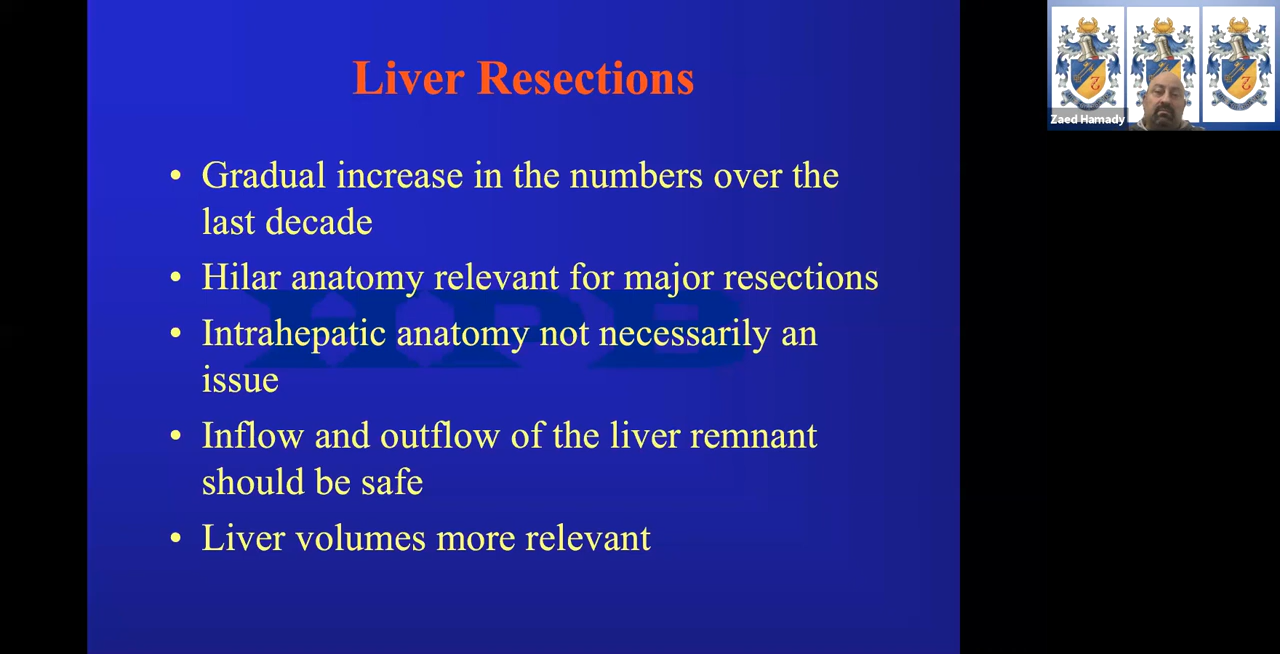 Liver Resections
• Gradual increase in the numbers over the
last decade
• Hilar anatomy relevant for major resections
• Intrahepatic anatomy not necessarily an
issue
• Inflow and outflow of the liver remnant
should be safe
• Liver volumes more relevant
HPB
Zaed Hamady